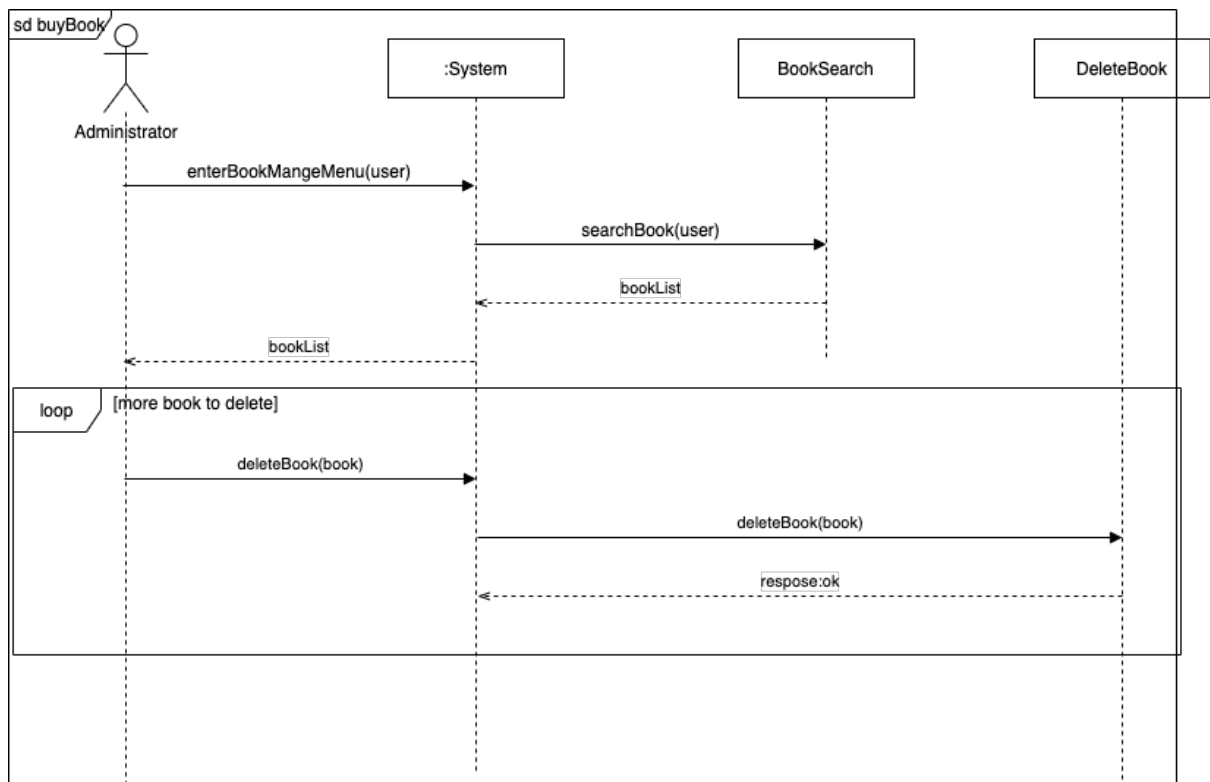 sd buyBook
:System
BookSearch
DeleteBook
Administrator
enterBookMangeMenu(user)
searchBook(user)
bookList
bookList
loop
[more book to delete]
deleteBook(book)
deleteBook(book)
respose:ok